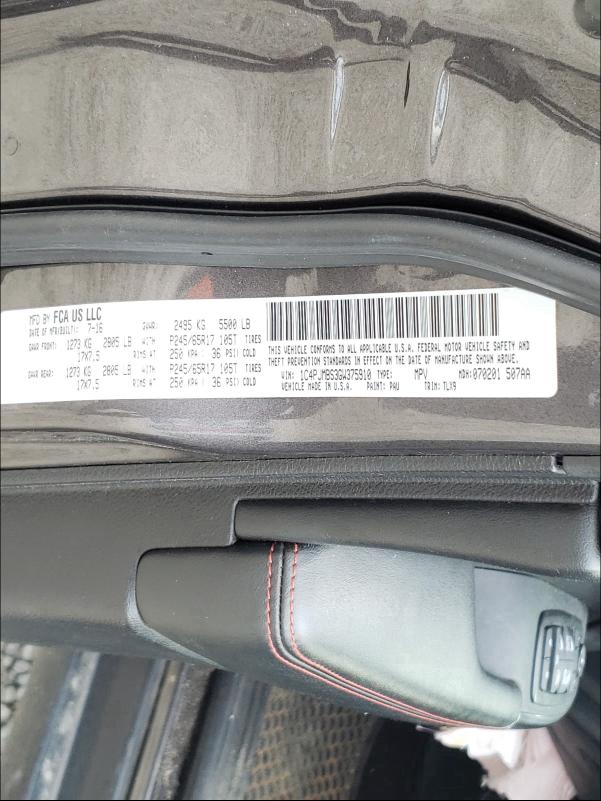 MFD BY FCA US LLC
DATE OF MFR(BUILT): 7-16 GVWR: 2495 KG 5500 LB
GAWR FRONT: 1273 KG 2805 LB WITH P245/65R17 105T TIRES
17X7.5 RIMS AT 250 KPA ( 36 PSI) COLD
GAWR REAR: 1273 KG 2805 LB WITH P245/65R17 105T TIRES
17X7.5 RIMS AT 250 KPA ( 36 PSI) COLD
THIS VEHICLE CONFORMS TO ALL APPLICABLE U.S.A. FEDERAL MOTOR VEHICLE SAFETY AND
THEFT PREVENTION STANDARDS IN EFFECT ON THE DATE OF MANUFACTURE SHOWN ABOVE.
VIN: 1C4PJMBS3GW375910 TYPE: MPV MDH:070201 507AA
VEHICLE MADE IN U.S.A. PAINT: PAU TRIM: TLX9